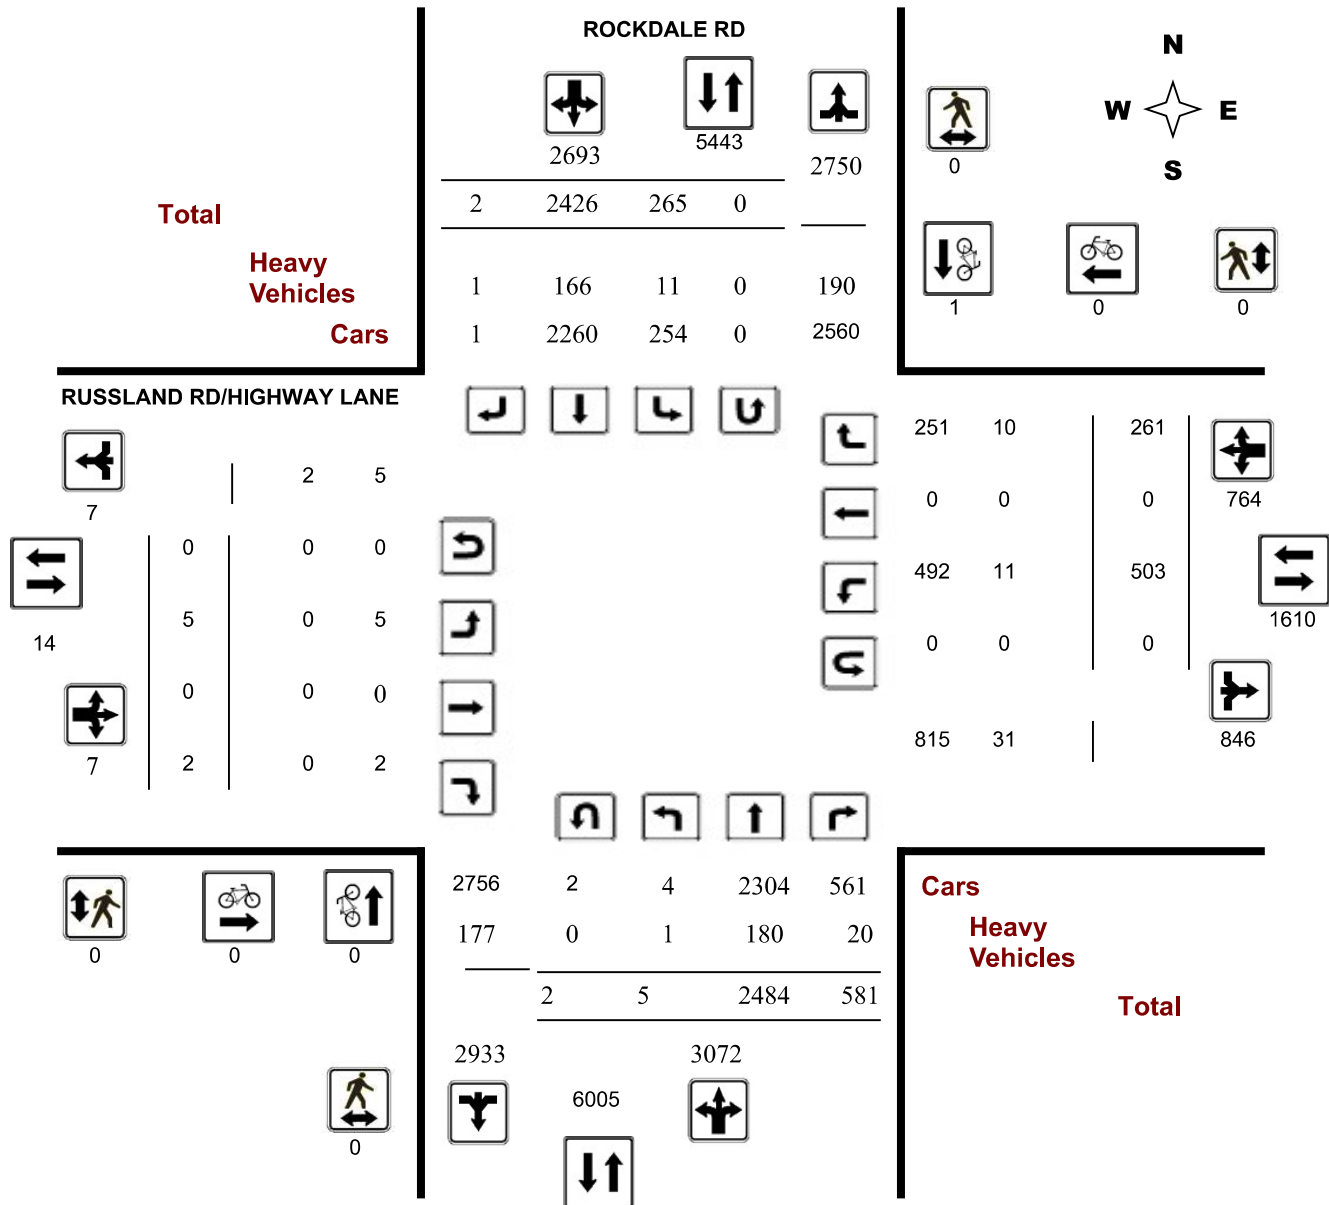 ROCKDALE RD
N
W E
S
5443
2693
2750
0
2 2426 265 0
Total
Heavy
Vehicles
1 166 11 0 190
Cars
1 2260 254 0 2560
1 0 0
RUSSLAND RD/HIGHWAY LANE
251 10 261
2 5
7
0 0 0
764
0 0 0
492 11 503
5 0 5
1610
14
0 0 0
0 0 0
815 31 846
7 2 0 2
2756 2 4 2304 561
Cars
177 0 1 180 20
Heavy
Vehicles
0 0 0
2 5 2484 581
Total
2933 3072
6005
0